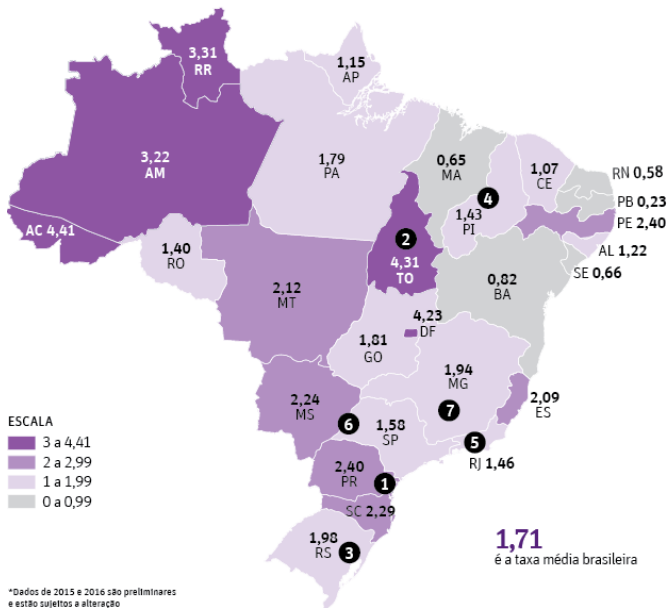 3,31
RR
1,15
AP
3,22
AM
1,79
PA
0,65
MA
1,07
CE
RN 0,58
PB 0,23
PE 2,40
AL 1,22
SE 0,66
4
1,43
PI
AC 4,41
1,40
RO
2
4,31
TO
2,12
MT
0,82
BA
4,23
DF
1,81
GO
1,94
MG
7
2,09
ES
2,24
MS
6
1,58
SP
5
RJ 1,46
2,40
PR
1
SC 2,29
1,98
RS
3
ESCALA
3 a 4,41
2 a 2,99
1 a 1,99
0 a 0,99
1,71
é a taxa média brasileira
*Dados de 2015 e 2016 são preliminares
e estão sujeitos a alteração